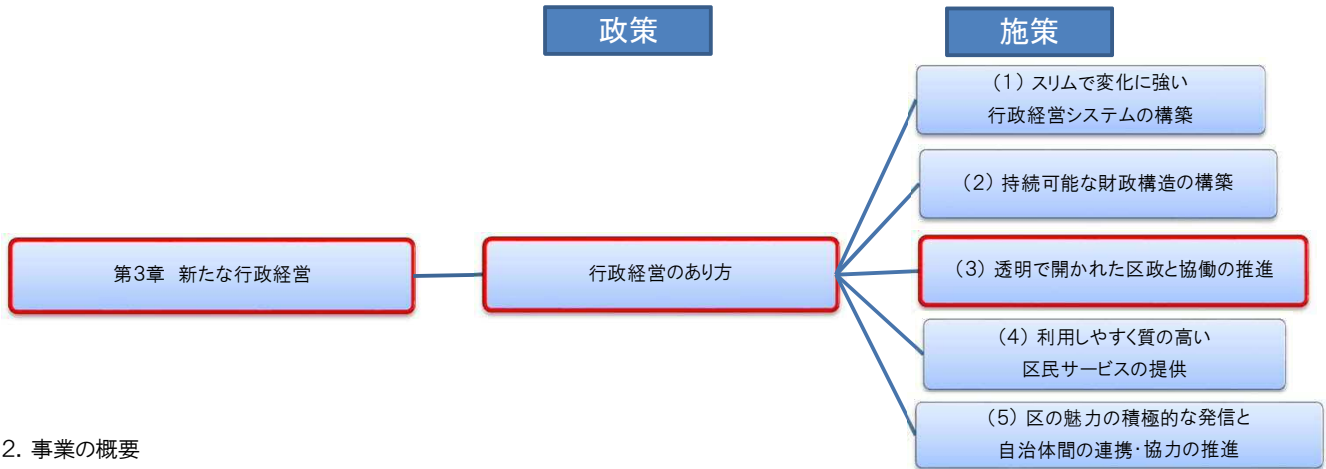 政策
施策
(1) スリムで変化に強い
行政経営システムの構築
(2) 持続可能な財政構造の構築
第3章 新たな行政経営
行政経営のあり方
(3) 透明で開かれた区政と協働の推進
(4) 利用しやすく質の高い
区民サービスの提供
(5) 区の魅力の積極的な発信と
自治体間の連携・協力の推進
2. 事業の概要